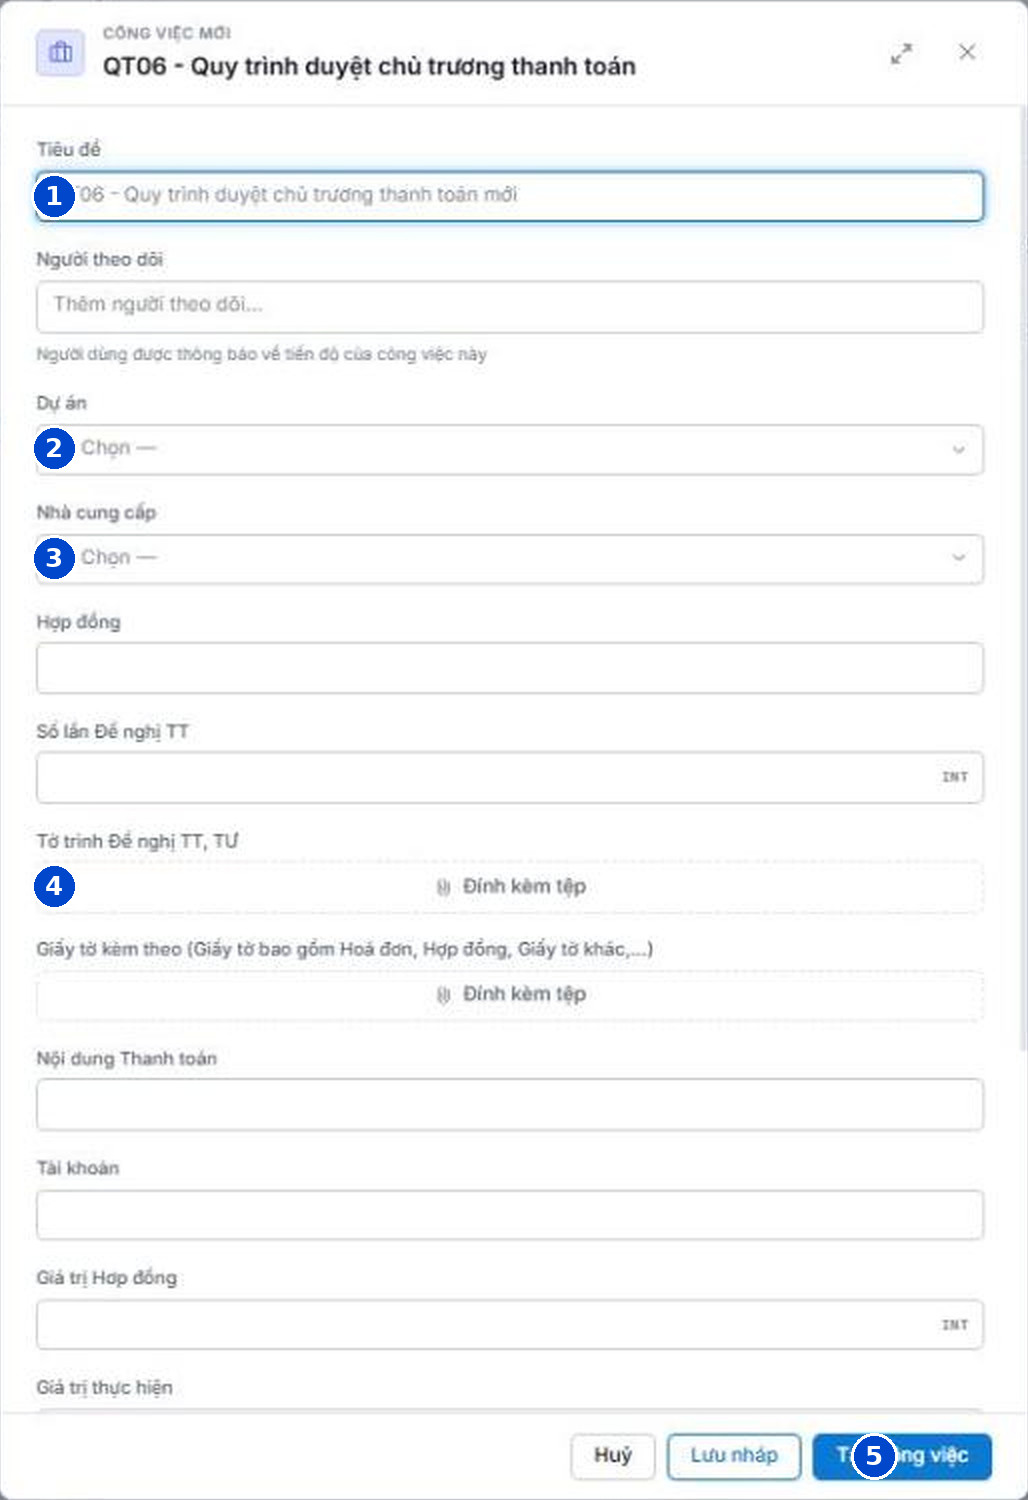 CÔNG VIỆC MỚI
QT06 - Quy trình duyệt chủ trương thanh toán
Tiêu đề
1 06 - Quy trình duyệt chủ trương thanh toán mới
Người theo dõi
Thêm người theo dõi...
Người dùng được thông báo về tiến độ của công việc này
Dự án
2 Chọn —
Nhà cung cấp
3 Chọn —
Hợp đồng
Số lần Đề nghị TT
INT
Tờ trình Đề nghị TT, TƯ
4 Đính kèm tệp
Giấy tờ kèm theo (Giấy tờ bao gồm Hoá đơn, Hợp đồng, Giấy tờ khác,...)
Đính kèm tệp
Nội dung Thanh toán
Tài khoản
Giá trị Hợp đồng
INT
Giá trị thực hiện
Huỷ Lưu nháp 5 việc